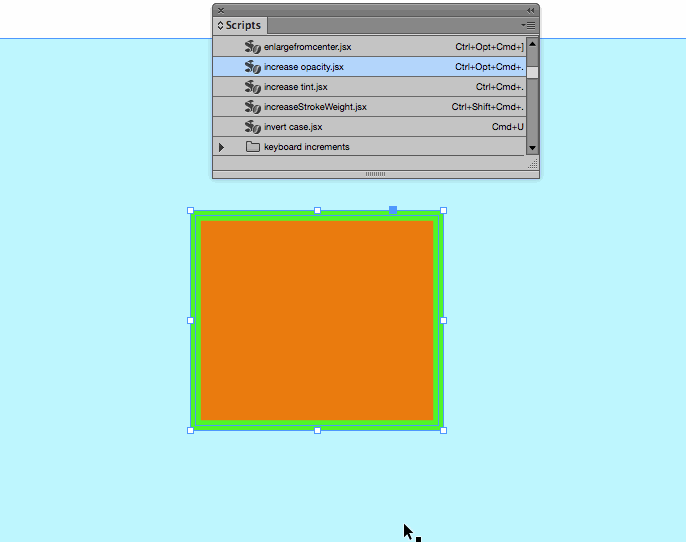 Scripts
enlargefromcenter.jsx Ctrl+Opt+Cmd+]
increase opacity.jsx Ctrl+Opt+Cmd+.
increase tint.jsx Ctrl+Cmd+.
increaseStrokeWeight.jsx Ctrl+Shift+Cmd+.
invert case.jsx Cmd+U
keyboard increments